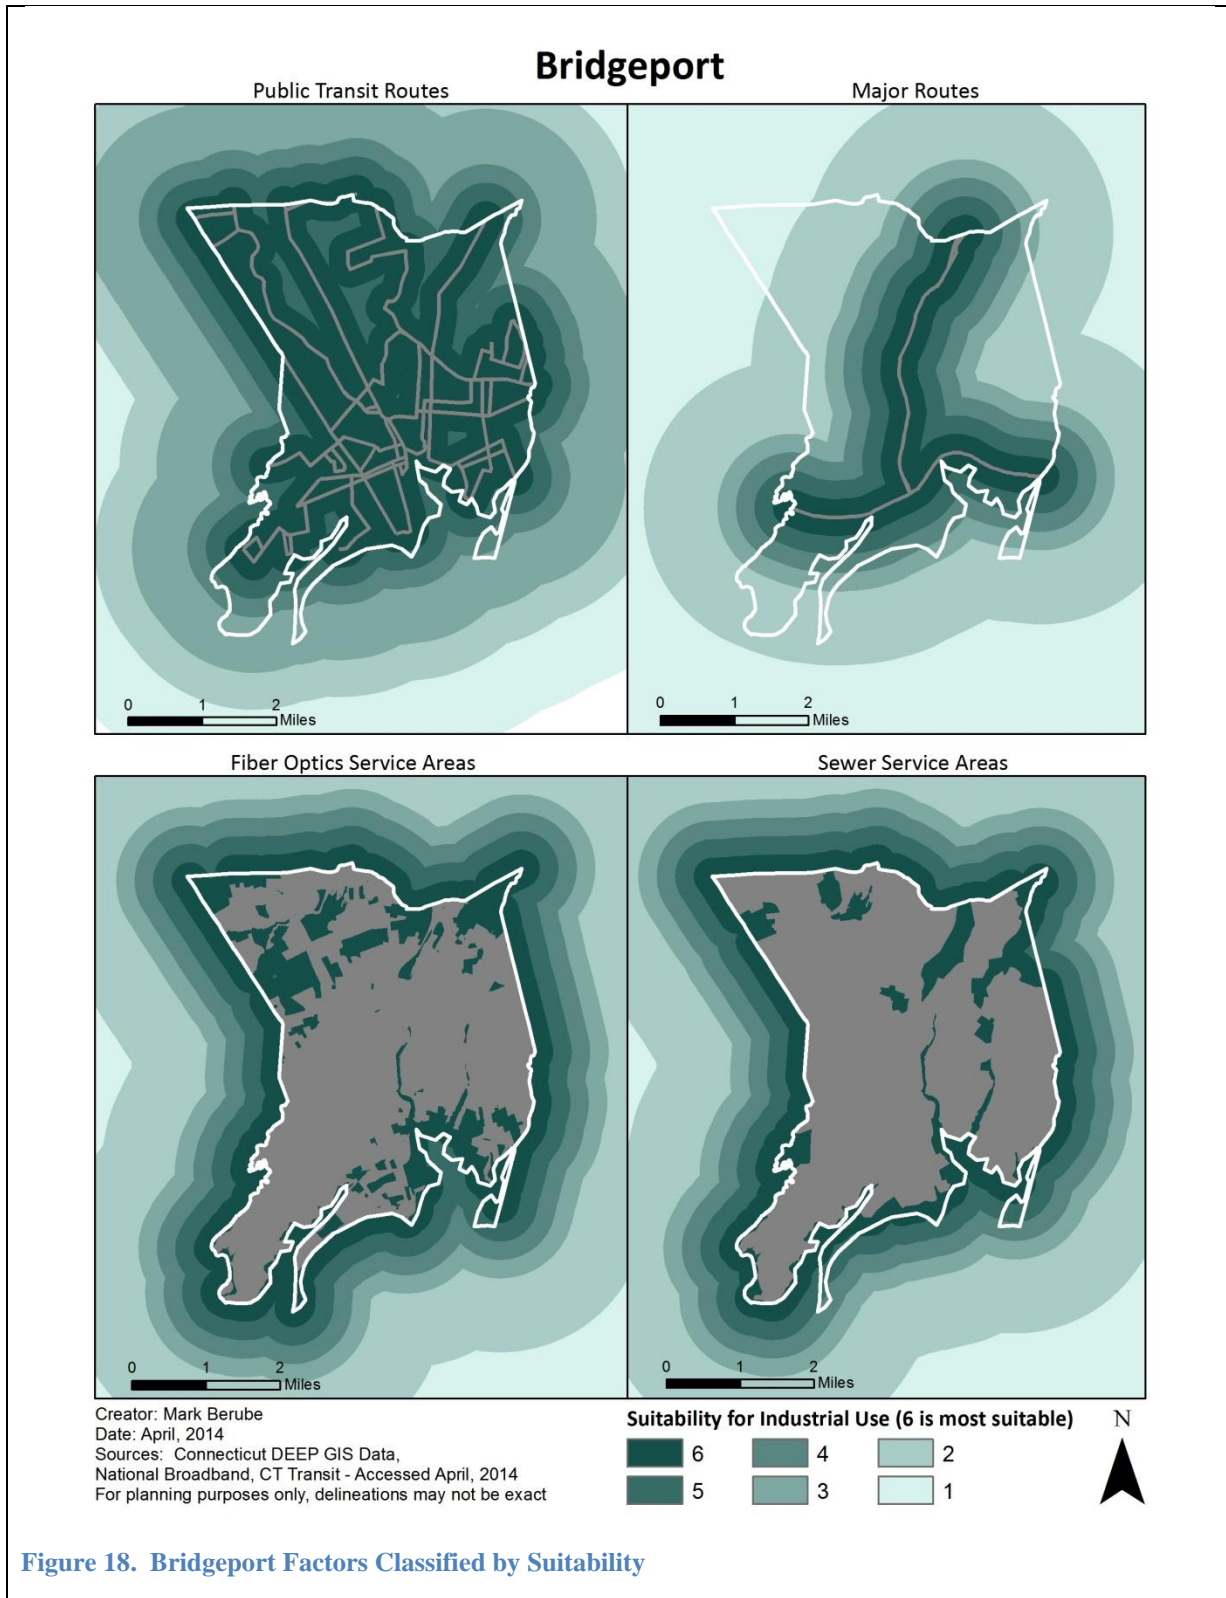 Bridgeport
Public Transit Routes
Major Routes
0 1 2
Miles
0 1 2
Miles
Fiber Optics Service Areas
Sewer Service Areas
0 1 2
Miles
0 1 2
Miles
Creator: Mark Berube
Date: April, 2014
Sources: Connecticut DEEP GIS Data,
National Broadband, CT Transit - Accessed April, 2014
For planning purposes only, delineations may not be exact
Suitability for Industrial Use (6 is most suitable)
6 4 2
5 3 1
N
Figure 18. Bridgeport Factors Classified by Suitability